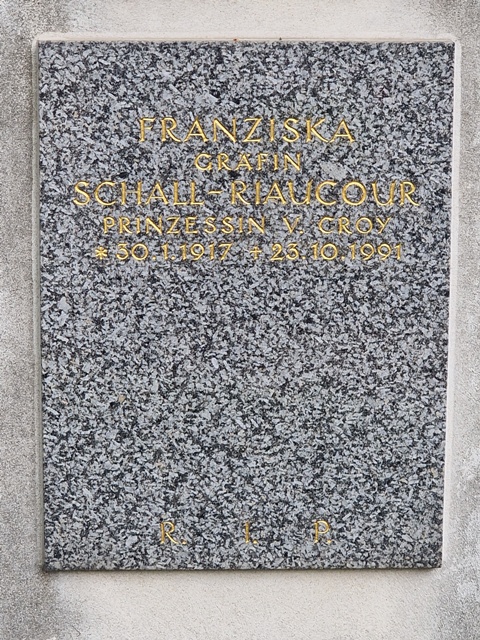 FRANZISKA
GRÄFIN
SCHALL-RIAUCOUR
PRINZESSIN V. CROY
* 30.1.1917 ✝ 23.10.1991
R. I. P.